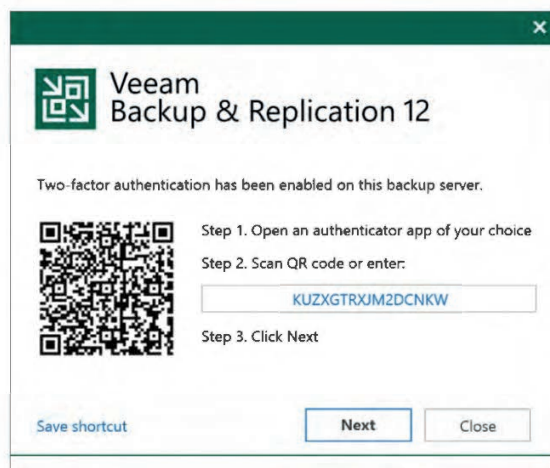 Veeam
Backup & Replication 12
Two-factor authentication has been enabled on this backup server.
Step 1. Open an authenticator app of your choice
Step 2. Scan QR code or enter:
KUZXGTRXJM2DCNKW
Step 3. Click Next
Save shortcut
Next
Close